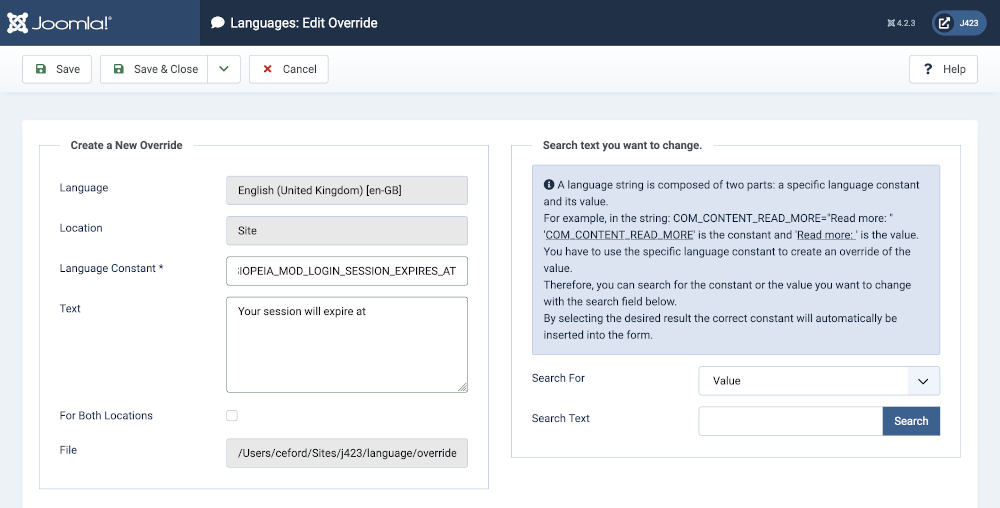 Joomla!®
Languages: Edit Override
4.2.3
J423
Save
Save & Close
Cancel
Help
Create a New Override
Language
English (United Kingdom) [en-GB]
Location
Site
Language Constant *
SIOPEIA_MOD_LOGIN_SESSION_EXPIRES_AT
Text
Your session will expire at
For Both Locations
File
/Users/ceford/Sites/j423/language/override
Search text you want to change.
A language string is composed of two parts: a specific language constant
and its value.
For example, in the string: COM_CONTENT_READ_MORE="Read more: "
'COM_CONTENT_READ_MORE' is the constant and 'Read more: ' is the value.
You have to use the specific language constant to create an override of the
value.
Therefore, you can search for the constant or the value you want to change
with the search field below.
By selecting the desired result the correct constant will automatically be
inserted into the form.
Search For
Value
Search Text
Search